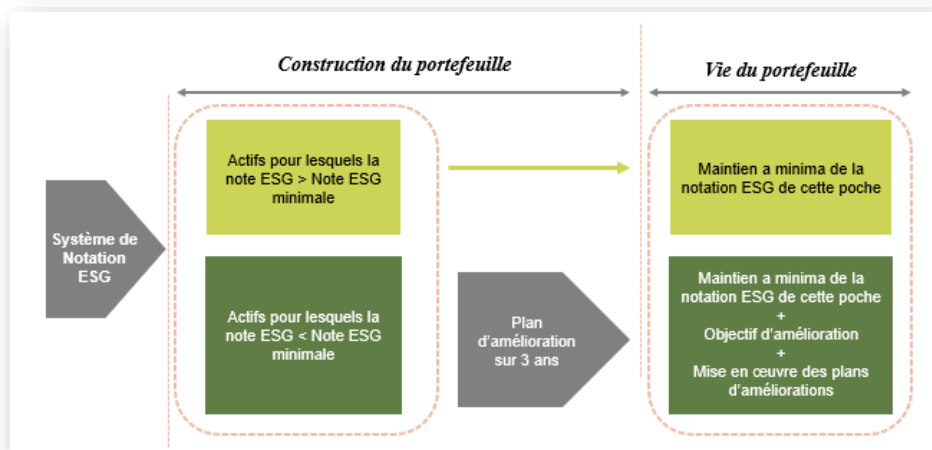 Construction du portefeuille
Vie du portefeuille
Système de
Notation
ESG
Actifs pour lesquels la
note ESG > Note ESG
minimale
Maintien a minima de la
notation ESG de cette poche
Actifs pour lesquels la
note ESG < Note ESG
minimale
Plan
d'amélioration
sur 3 ans
Maintien a minima de la
notation ESG de cette poche
+
Objectif d'amélioration
+
Mise en œuvre des plans
d'améliorations